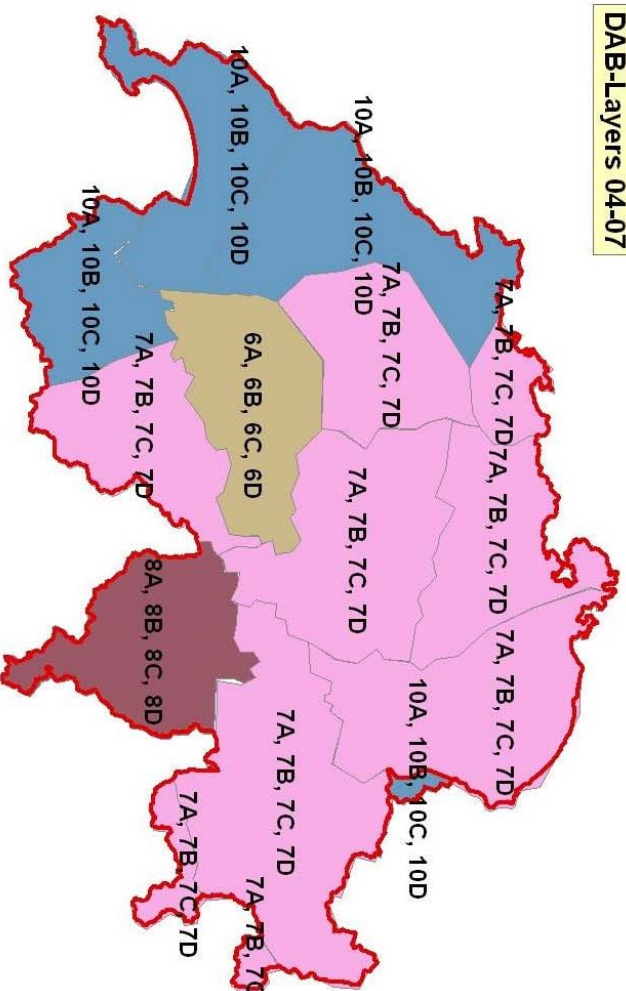 DAB-Layers 04-07
7A, 7B, 7C, 7D
7A, 7B, 7C, 7D
7A, 7B, 7C, 7D
10A, 10B, 10C, 10D
7A, 7B, 7C, 7D
10A, 10B, 10C, 10D
7A, 7B, 7C, 7D
7A, 7B, 7C, 7D
10A, 10B, 10C, 10D
6A, 6B, 6C, 6D
7A, 7B, 7C
7A, 7B, 7C, 7D
8A, 8B, 8C, 8D
7A, 7B, 7C, 7D
10A, 10B, 10C, 10D